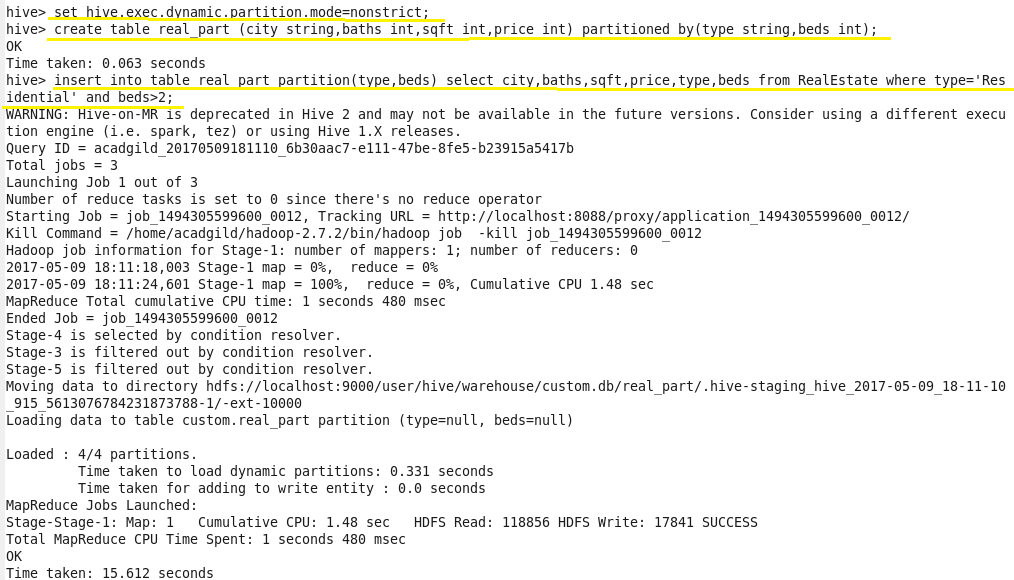 hive> set hive.exec.dynamic.partition.mode=nonstrict;
hive> create table real_part (city string,baths int,sqft int,price int) partitioned by(type string,beds int);
OK
Time taken: 0.063 seconds
hive> insert into table real_part partition(type,beds) select city,baths,sqft,price,type,beds from RealEstate where type='Res
idential' and beds>2;
WARNING: Hive-on-MR is deprecated in Hive 2 and may not be available in the future versions. Consider using a different execu
tion engine (i.e. spark, tez) or using Hive 1.X releases.
Query ID = acadgild_20170509181110_6b30aac7-e111-47be-8fe5-b23915a5417b
Total jobs = 3
Launching Job 1 out of 3
Number of reduce tasks is set to 0 since there's no reduce operator
Starting Job = job_1494305599600_0012, Tracking URL = http://localhost:8088/proxy/application_1494305599600_0012/
Kill Command = /home/acadgild/hadoop-2.7.2/bin/hadoop job  -kill job_1494305599600_0012
Hadoop job information for Stage-1: number of mappers: 1; number of reducers: 0
2017-05-09 18:11:18,003 Stage-1 map = 0%,  reduce = 0%
2017-05-09 18:11:24,601 Stage-1 map = 100%,  reduce = 0%, Cumulative CPU 1.48 sec
MapReduce Total cumulative CPU time: 1 seconds 480 msec
Ended Job = job_1494305599600_0012
Stage-4 is selected by condition resolver.
Stage-3 is filtered out by condition resolver.
Stage-5 is filtered out by condition resolver.
Moving data to directory hdfs://localhost:9000/user/hive/warehouse/custom.db/real_part/.hive-staging_hive_2017-05-09_18-11-10
_915_5613076784231873788-1/-ext-10000
Loading data to table custom.real_part partition (type=null, beds=null)
Loaded : 4/4 partitions.
Time taken to load dynamic partitions: 0.331 seconds
Time taken for adding to write entity : 0.0 seconds
MapReduce Jobs Launched:
Stage-Stage-1: Map: 1   Cumulative CPU: 1.48 sec   HDFS Read: 118856 HDFS Write: 17841 SUCCESS
Total MapReduce CPU Time Spent: 1 seconds 480 msec
OK
Time taken: 15.612 seconds